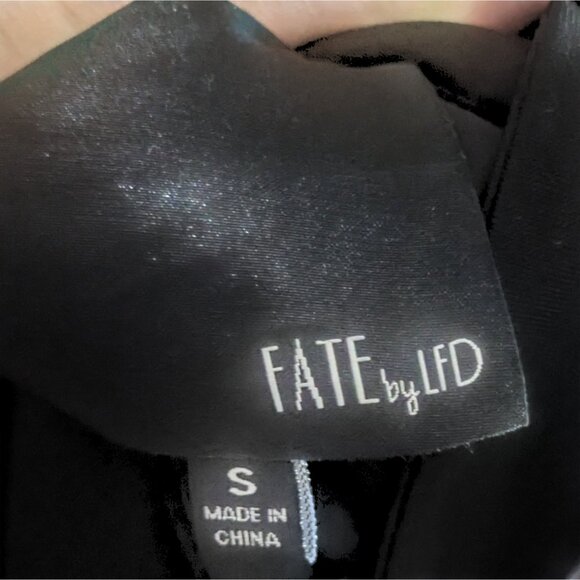 FATE by LFD
S
MADE IN
CHINA